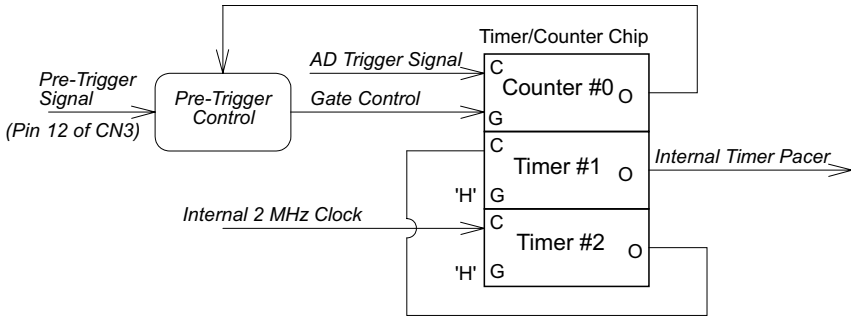 Timer/Counter Chip
AD Trigger Signal
C
Counter #0
O
Pre-Trigger
Signal
(Pin 12 of CN3)
Pre-Trigger
Control
Gate Control
G
C
Timer #1
O
Internal Timer Pacer
'H'
G
Internal 2 MHz Clock
C
Timer #2
O
'H'
G